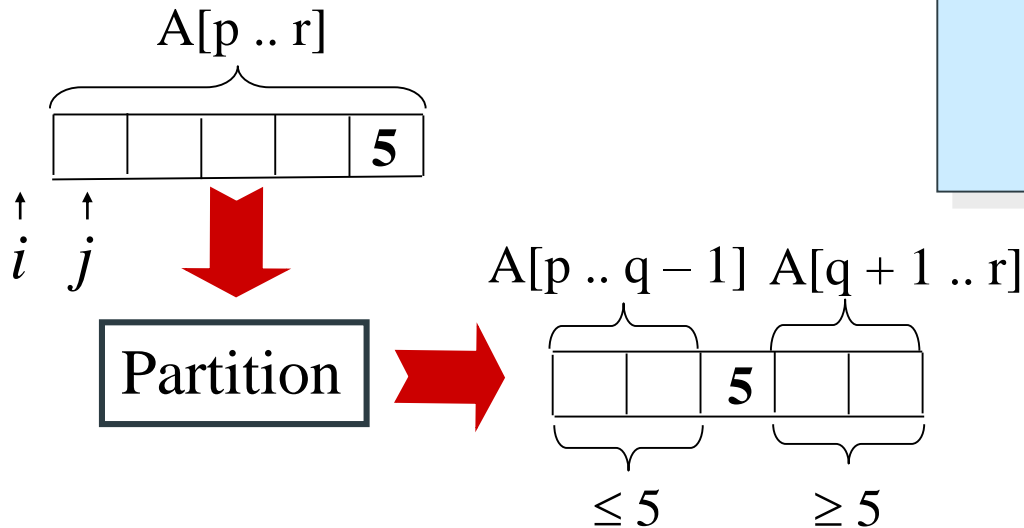 A[p .. r]
5
i j
A[p .. q – 1] A[q + 1 .. r]
Partition
5
≤ 5 ≥ 5